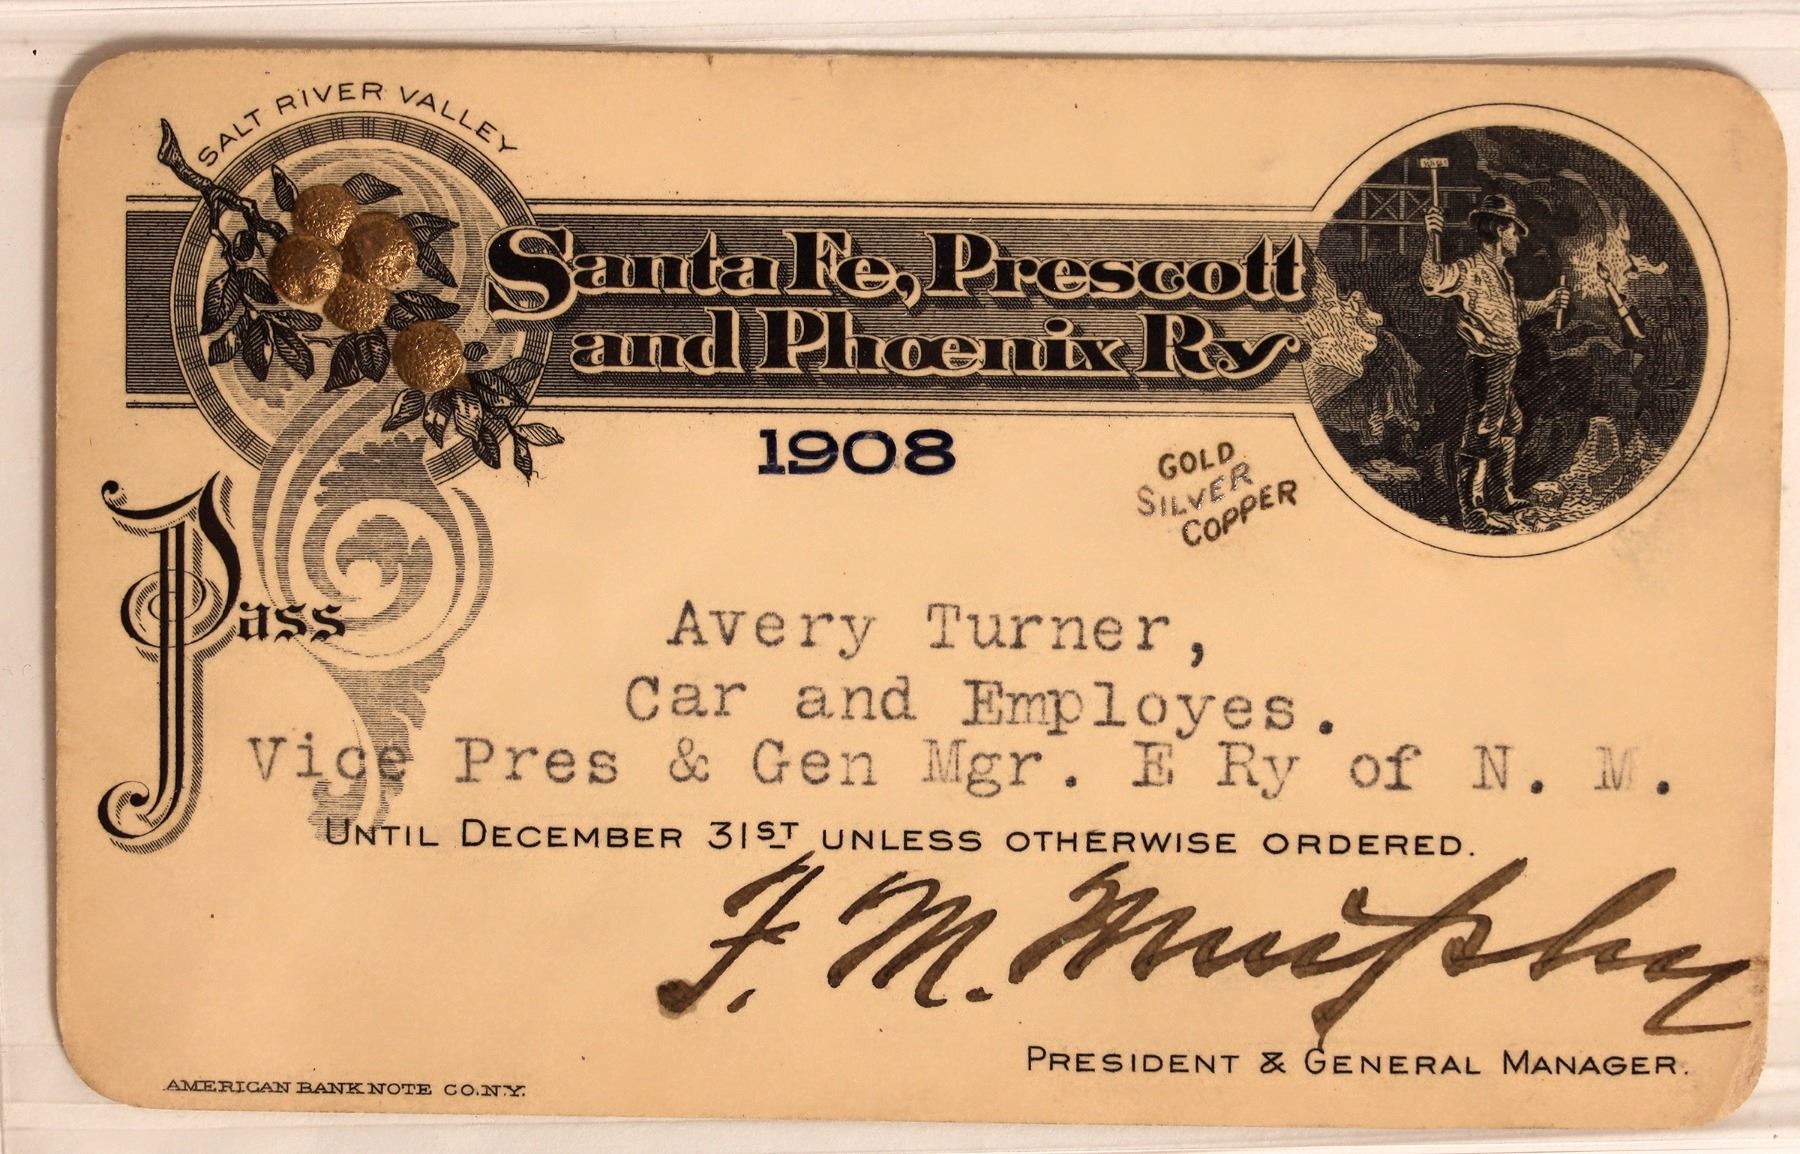 SALT RIVER VALLEY
Santa Fe, Prescott
and Phoenix Ry
1908
GOLD
SILVER
COPPER
Pass
Avery Turner,
Car and Employes.
Vice Pres & Gen Mgr. E Ry of N. M.
UNTIL DECEMBER 31ST UNLESS OTHERWISE ORDERED.
F. M. Murphy
PRESIDENT & GENERAL MANAGER.
AMERICAN BANK NOTE CO. N.Y.